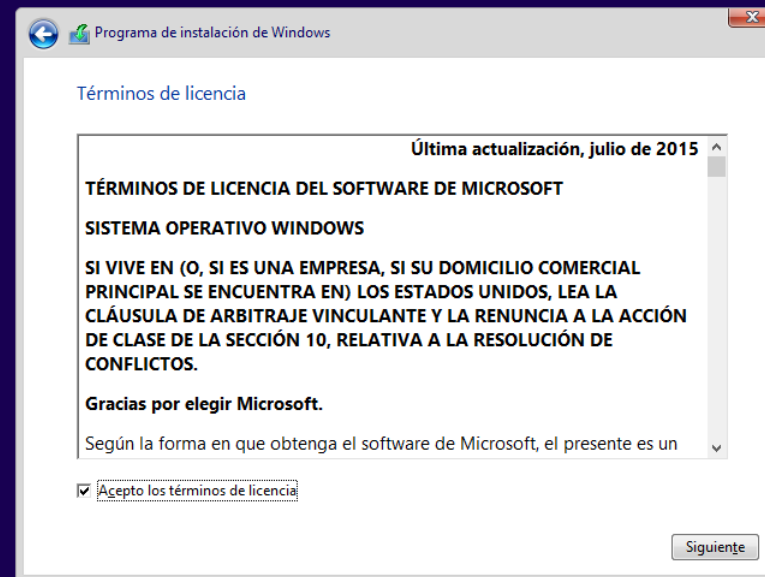 Programa de instalación de Windows
Términos de licencia
Última actualización, julio de 2015
TÉRMINOS DE LICENCIA DEL SOFTWARE DE MICROSOFT
SISTEMA OPERATIVO WINDOWS
SI VIVE EN (O, SI ES UNA EMPRESA, SI SU DOMICILIO COMERCIAL
PRINCIPAL SE ENCUENTRA EN) LOS ESTADOS UNIDOS, LEA LA
CLÁUSULA DE ARBITRAJE VINCULANTE Y LA RENUNCIA A LA ACCIÓN
DE CLASE DE LA SECCIÓN 10, RELATIVA A LA RESOLUCIÓN DE
CONFLICTOS.
Gracias por elegir Microsoft.
Según la forma en que obtenga el software de Microsoft, el presente es un
Acepto los términos de licencia
Siguiente